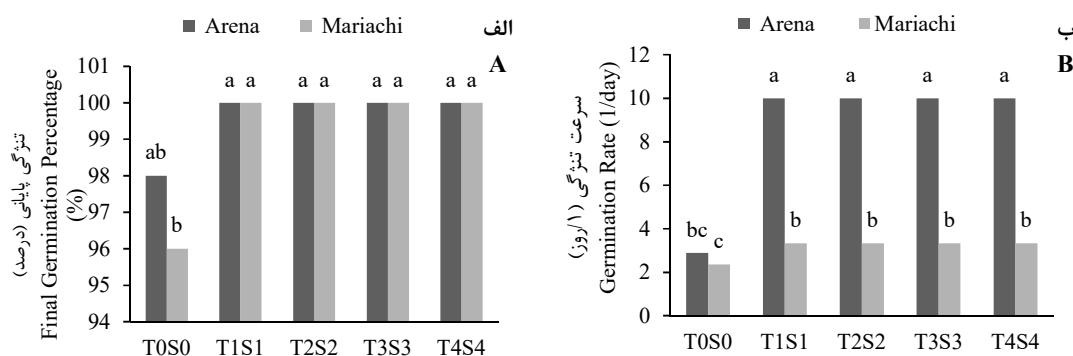 Arena Mariachi
الف
A
تنژگی پایانی (درصد)
Final Germination Percentage
(%)
101
100
99
98
97
96
95
94
ab
b
a a
a a
a a
a a
T0S0 T1S1 T2S2 T3S3 T4S4
Arena Mariachi
ب
B
سرعت تنژگی (۱/روز)
Germination Rate (1/day)
12
10
8
6
4
2
0
bc c
a b
a b
a b
a b
T0S0 T1S1 T2S2 T3S3 T4S4